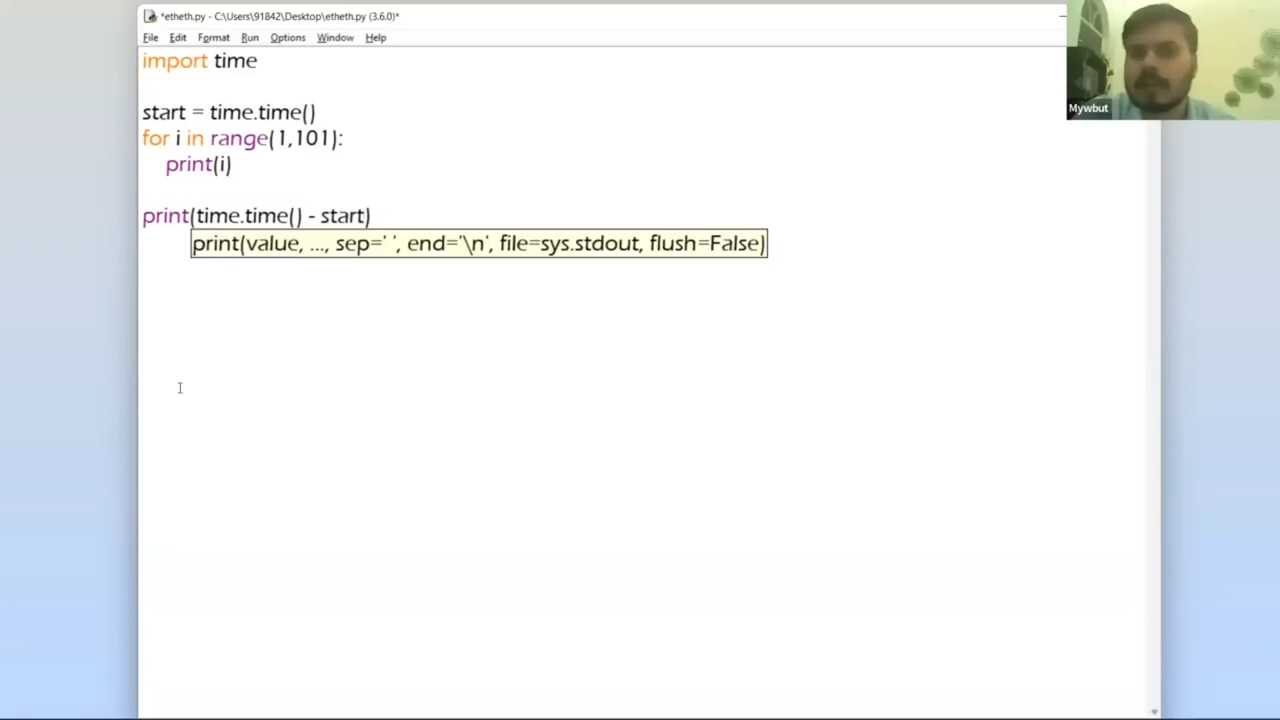 *etheth.py - C:\Users\91842\Desktop\etheth.py (3.6.0)*
File Edit Format Run Options Window Help
import time
start = time.time()
for i in range(1,101):
print(i)
print(time.time() - start)
print(value, ..., sep=' ', end='\n', file=sys.stdout, flush=False)
Mywbut